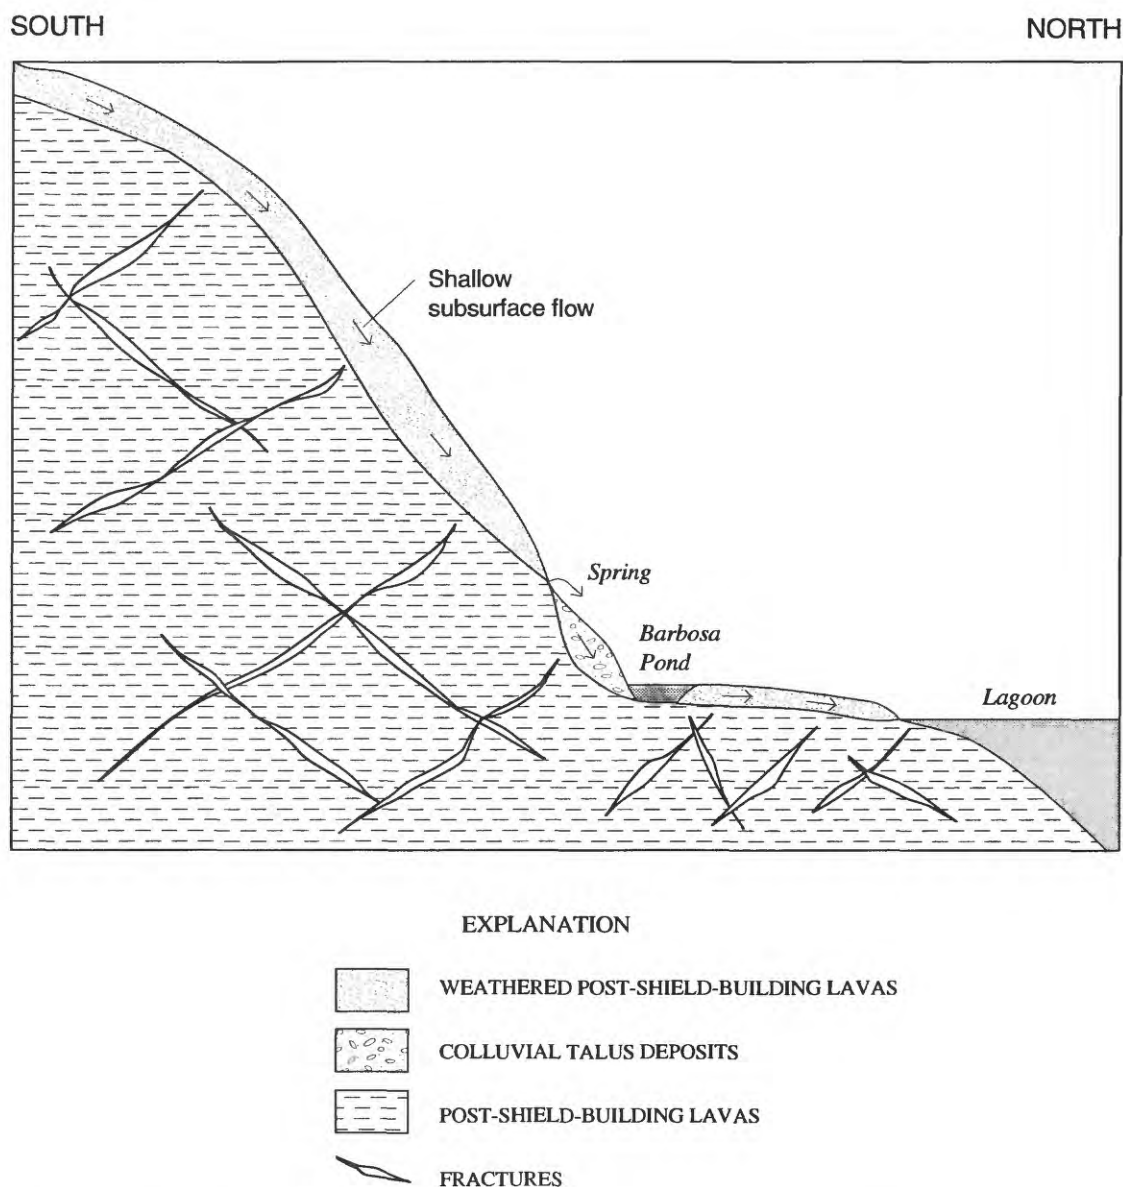 SOUTH
NORTH
Shallow
subsurface flow
Spring
Barbosa
Pond
Lagoon
EXPLANATION
WEATHERED POST-SHIELD-BUILDING LAVAS
COLLUVIAL TALUS DEPOSITS
POST-SHIELD-BUILDING LAVAS
FRACTURES